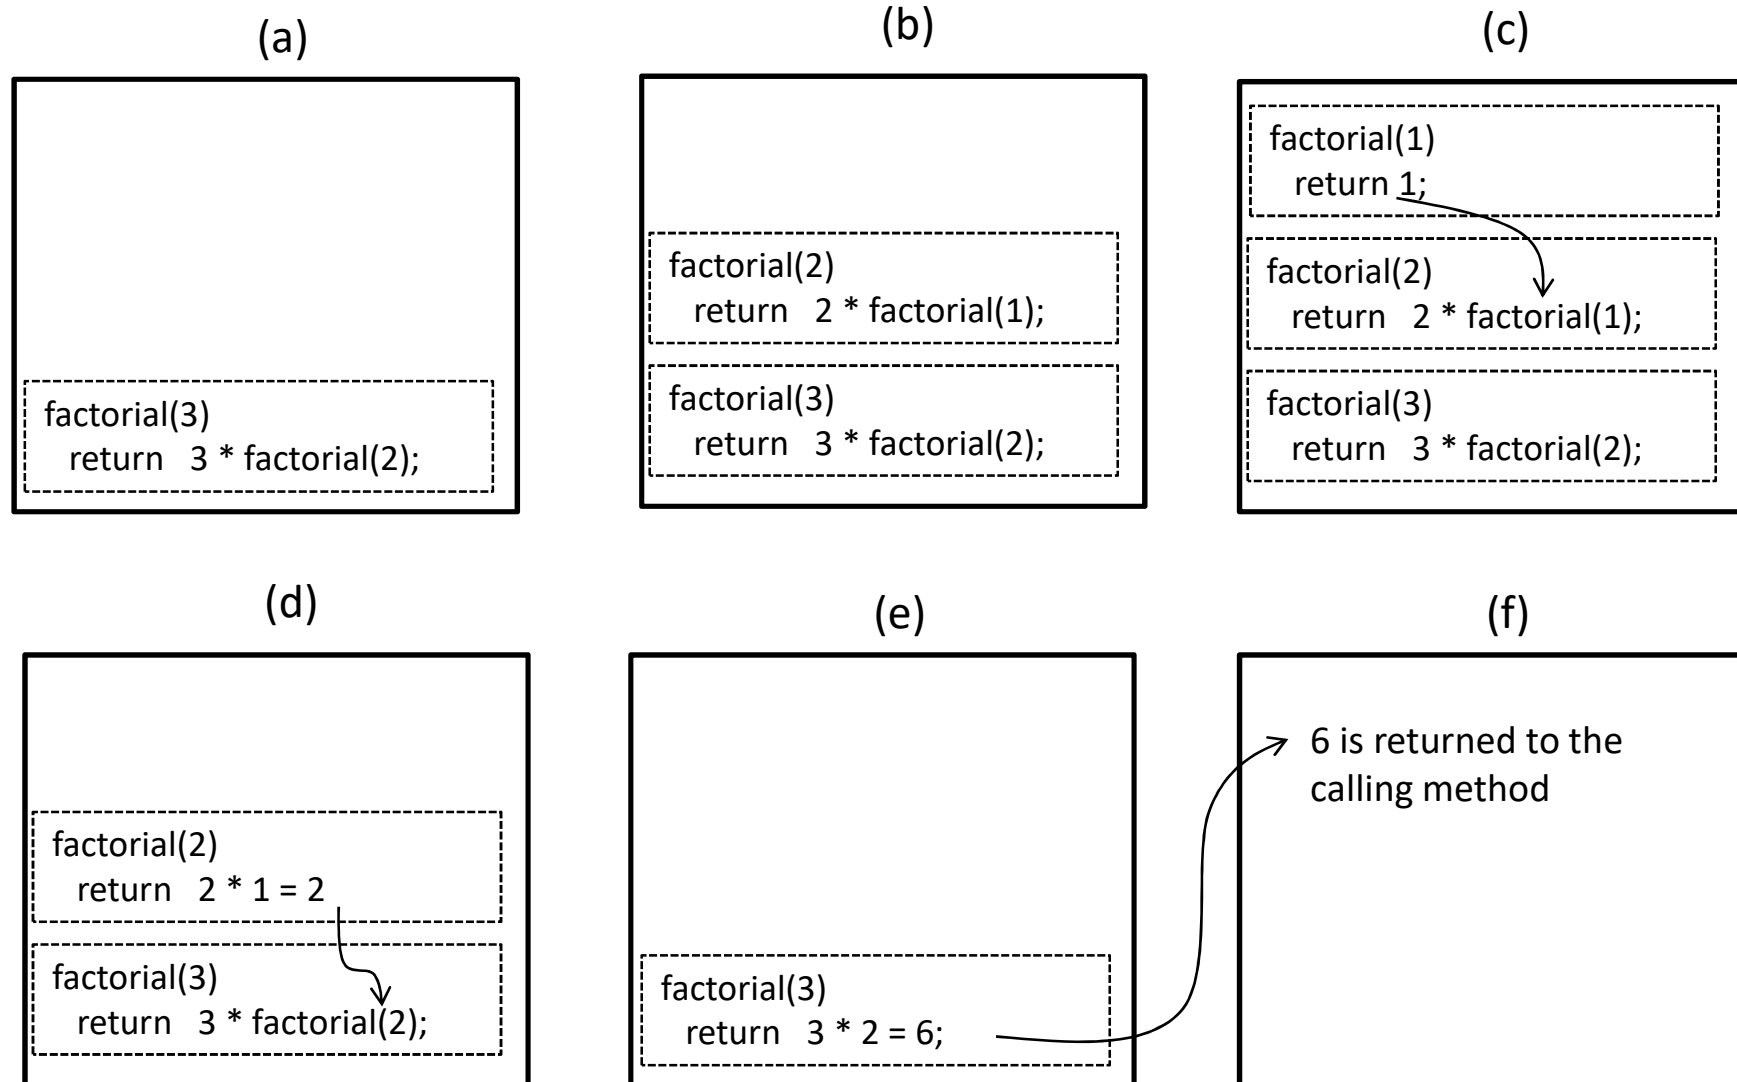 (a)
factorial(3)
return 3 * factorial(2);
(b)
factorial(2)
return 2 * factorial(1);
factorial(3)
return 3 * factorial(2);
(c)
factorial(1)
return 1;
factorial(2)
return 2 * factorial(1);
factorial(3)
return 3 * factorial(2);
(d)
factorial(2)
return 2 * 1 = 2
factorial(3)
return 3 * factorial(2);
(e)
factorial(3)
return 3 * 2 = 6;
(f)
6 is returned to the
calling method